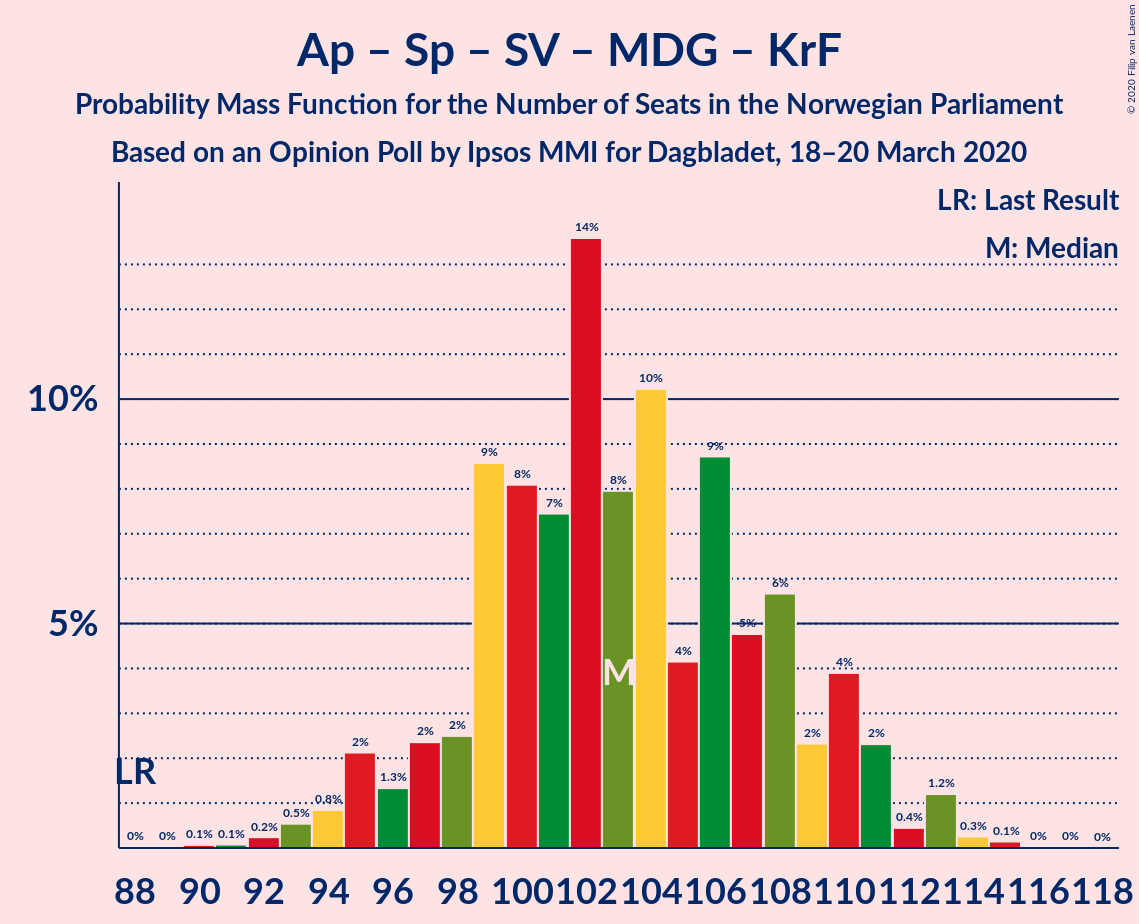 Ap – Sp – SV – MDG – KrF
Probability Mass Function for the Number of Seats in the Norwegian Parliament
Based on an Opinion Poll by Ipsos MMI for Dagbladet, 18–20 March 2020
© 2020 Filip van Laenen
LR: Last Result
M: Median
10%
5%
LR
M
0% 0% 0.1% 0.1% 0.2% 0.5% 0.8% 2% 1.3% 2% 2% 9% 8% 7% 14% 8% 10% 4% 9% 5% 6% 2% 4% 2% 0.4% 1.2% 0.3% 0.1% 0% 0% 0%
88 90 92 94 96 98 100 102 104 106 108 110 112 114 116 118